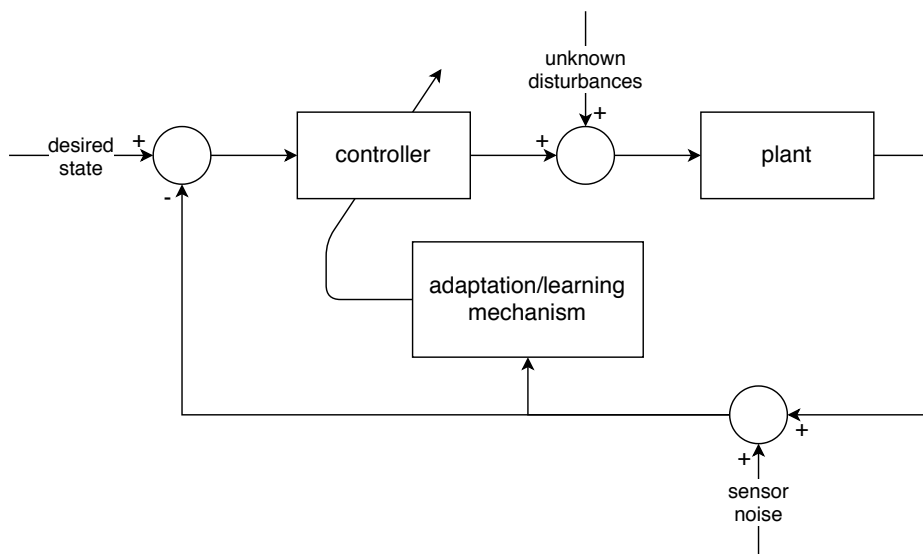 unknown
disturbances
+
+
+
desired
state
controller
plant
-
adaptation/learning
mechanism
+
+
sensor
noise